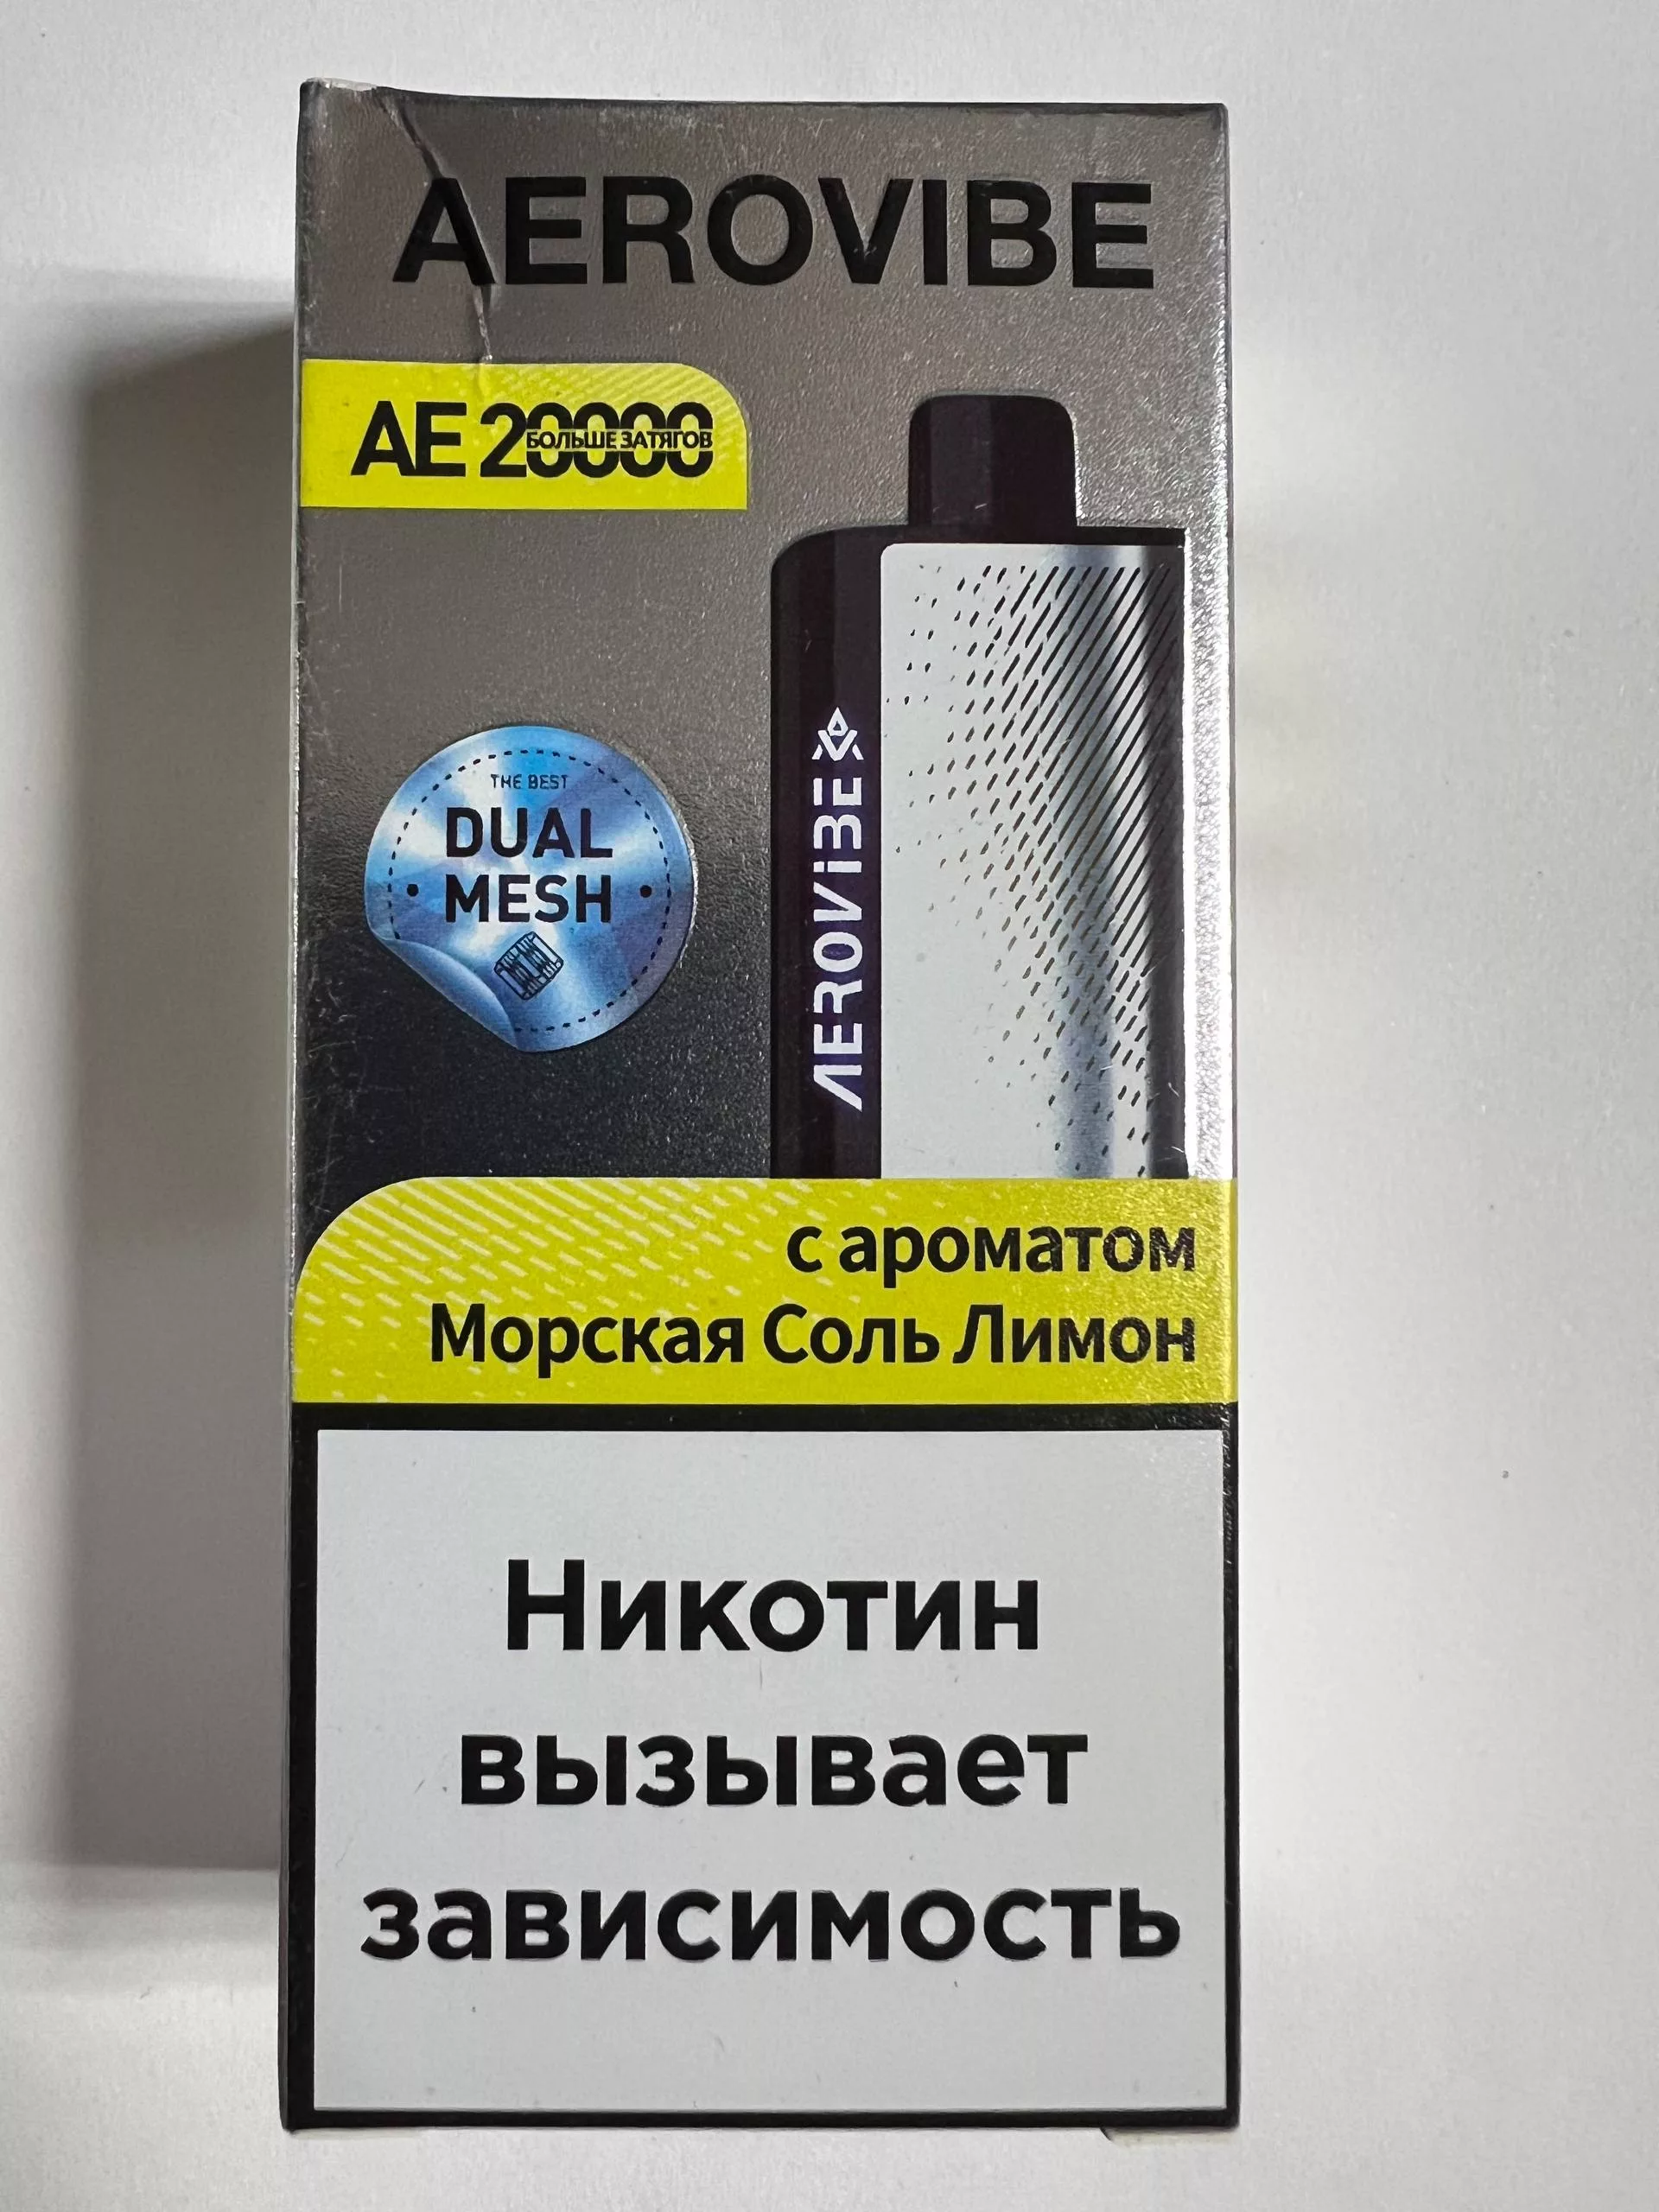 AEROVIBE
AE 20000
БОЛЬШЕ ЗАТЯГОВ
THE BEST
DUAL
MESH
AEROVIBE
с ароматом
Морская Соль Лимон
Никотин
вызывает
зависимость